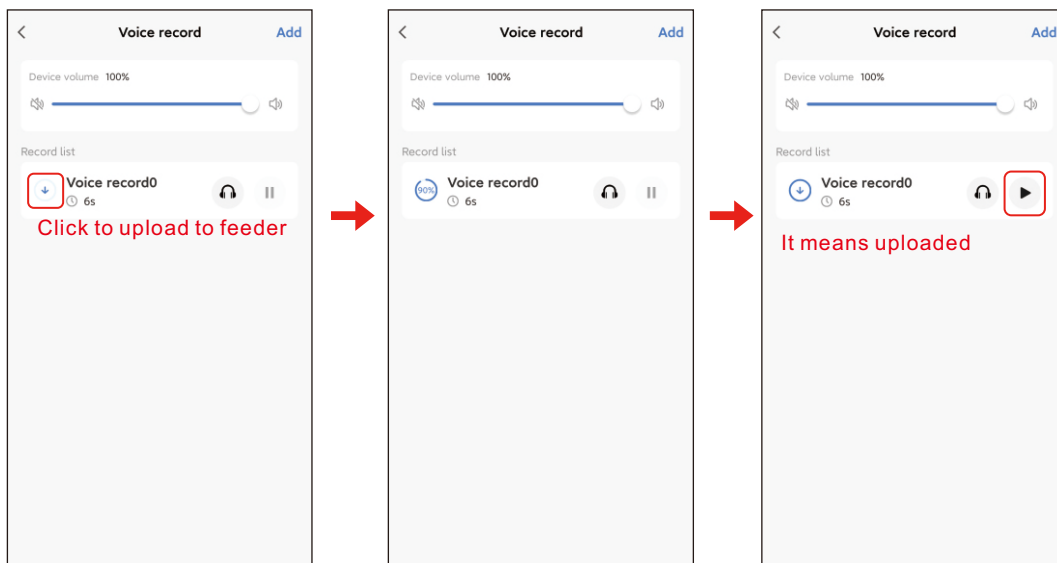 Voice record Add
Device volume 100%
Record list
Voice record0
6s
Click to upload to feeder
Voice record Add
Device volume 100%
Record list
90% Voice record0
6s
Voice record Add
Device volume 100%
Record list
Voice record0
6s
It means uploaded